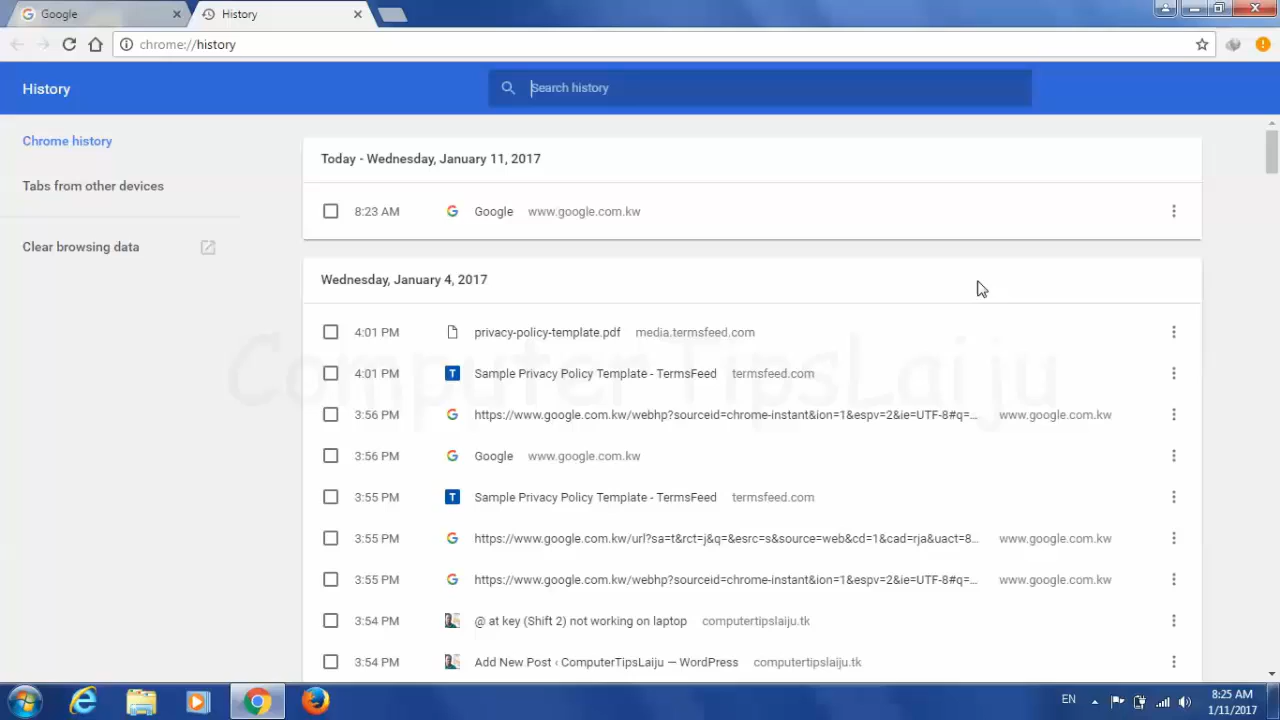 Google
History
chrome://history
History
Search history
Chrome history
Tabs from other devices
Clear browsing data
Today - Wednesday, January 11, 2017
8:23 AM Google www.google.com.kw
Wednesday, January 4, 2017
4:01 PM privacy-policy-template.pdf media.termsfeed.com
4:01 PM T Sample Privacy Policy Template - TermsFeed termsfeed.com
3:56 PM https://www.google.com.kw/webhp?sourceid=chrome-instant&ion=1&espv=2&ie=UTF-8#q=... www.google.com.kw
3:56 PM Google www.google.com.kw
3:55 PM T Sample Privacy Policy Template - TermsFeed termsfeed.com
3:55 PM https://www.google.com.kw/url?sa=t&rct=j&q=&esrc=s&source=web&cd=1&cad=rja&uact=8... www.google.com.kw
3:55 PM https://www.google.com.kw/webhp?sourceid=chrome-instant&ion=1&espv=2&ie=UTF-8#q=... www.google.com.kw
3:54 PM @ at key (Shift 2) not working on laptop computertipslaiju.tk
3:54 PM Add New Post ‹ ComputerTipsLaiju — WordPress computertipslaiju.tk
Computer TipsLaiju
EN
8:25 AM
1/11/2017